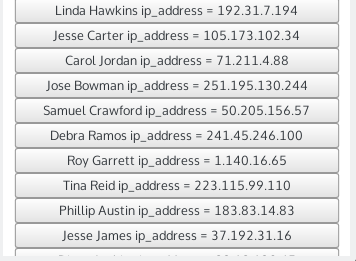 Linda Hawkins ip_address = 192.31.7.194
Jesse Carter ip_address = 105.173.102.34
Carol Jordan ip_address = 71.211.4.88
Jose Bowman ip_address = 251.195.130.244
Samuel Crawford ip_address = 50.205.156.57
Debra Ramos ip_address = 241.45.246.100
Roy Garrett ip_address = 1.140.16.65
Tina Reid ip_address = 223.115.99.110
Phillip Austin ip_address = 183.83.14.83
Jesse James ip_address = 37.192.31.16